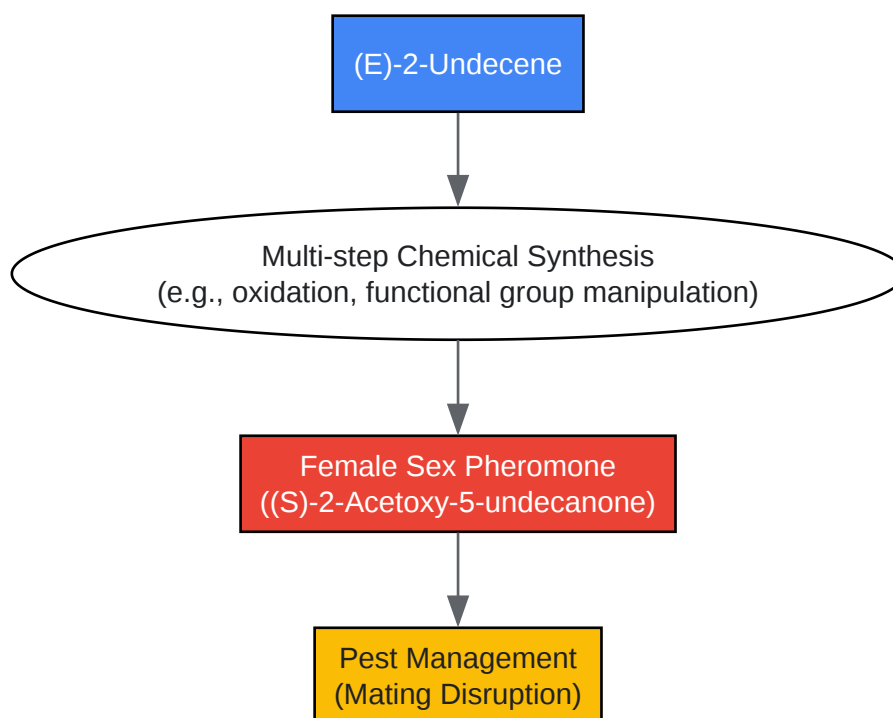 (E)-2-Undecene
Multi-step Chemical Synthesis
(e.g., oxidation, functional group manipulation)
Female Sex Pheromone
((S)-2-Acetoxy-5-undecanone)
Pest Management
(Mating Disruption)